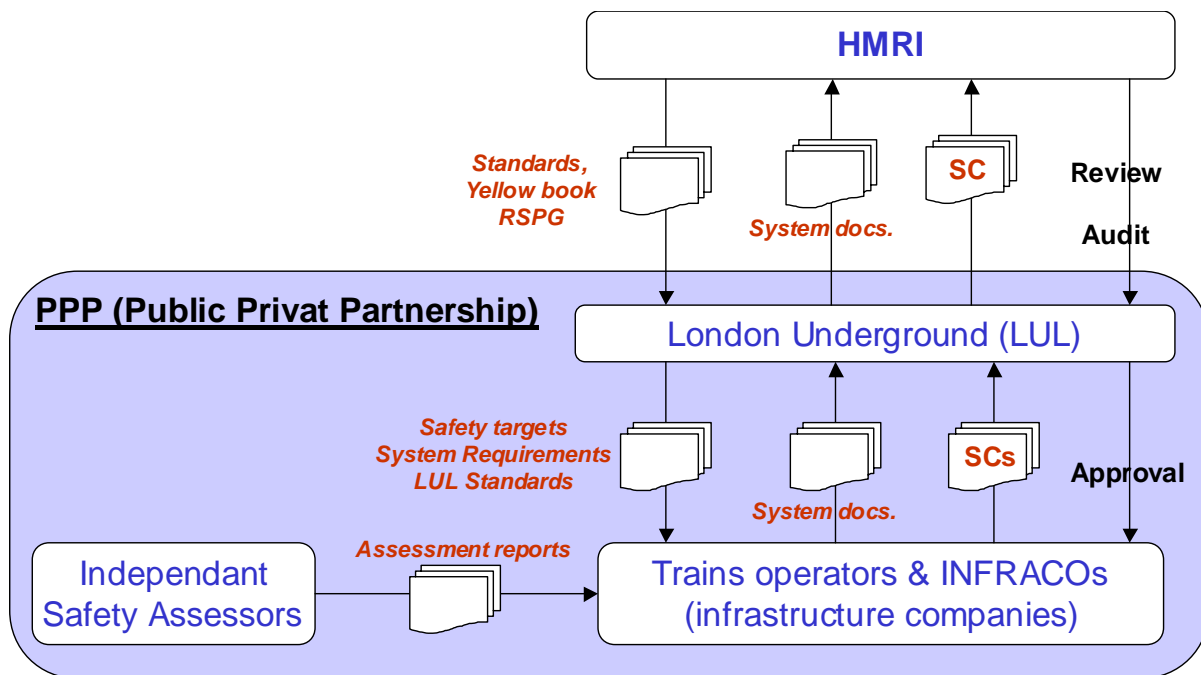 HMRI
Standards,
Yellow book
RSPG
System docs.
SC
Review
Audit
PPP (Public Privat Partnership)
London Underground (LUL)
Safety targets
System Requirements
LUL Standards
System docs.
SCs
Approval
Assessment reports
Independant
Safety Assessors
Trains operators & INFRACOs
(infrastructure companies)